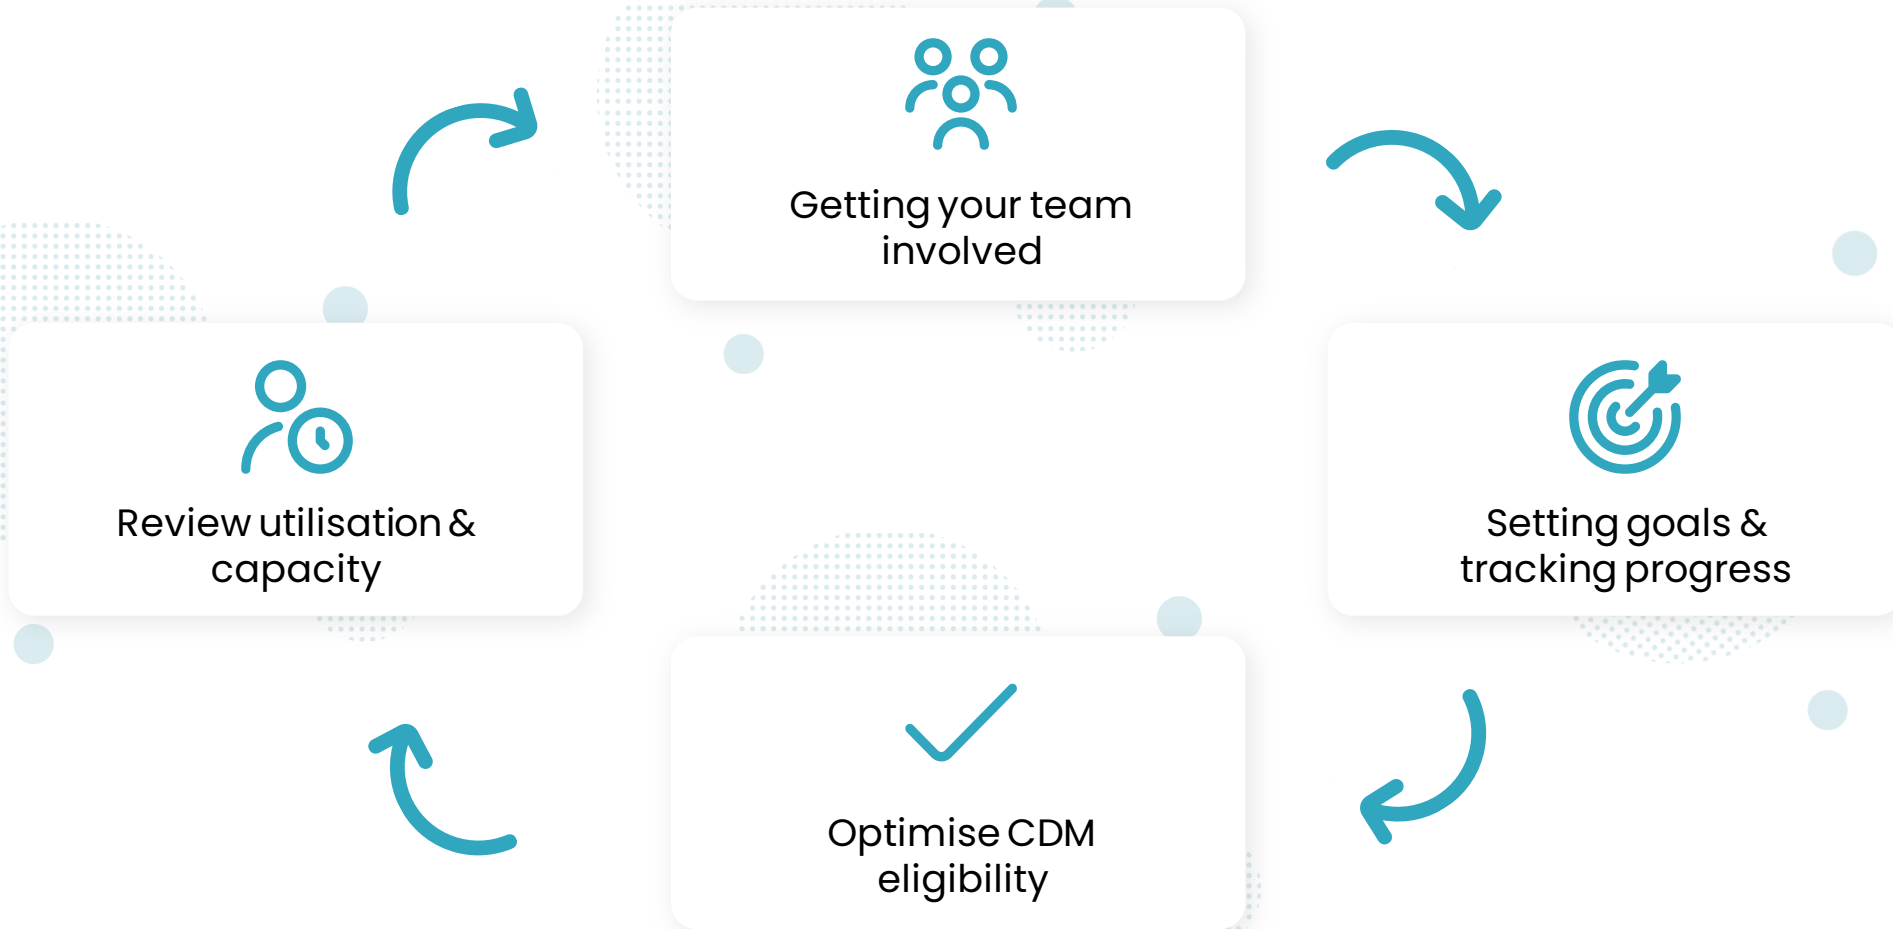 Getting your team
involved
Review utilisation &
capacity
Setting goals &
tracking progress
Optimise CDM
eligibility